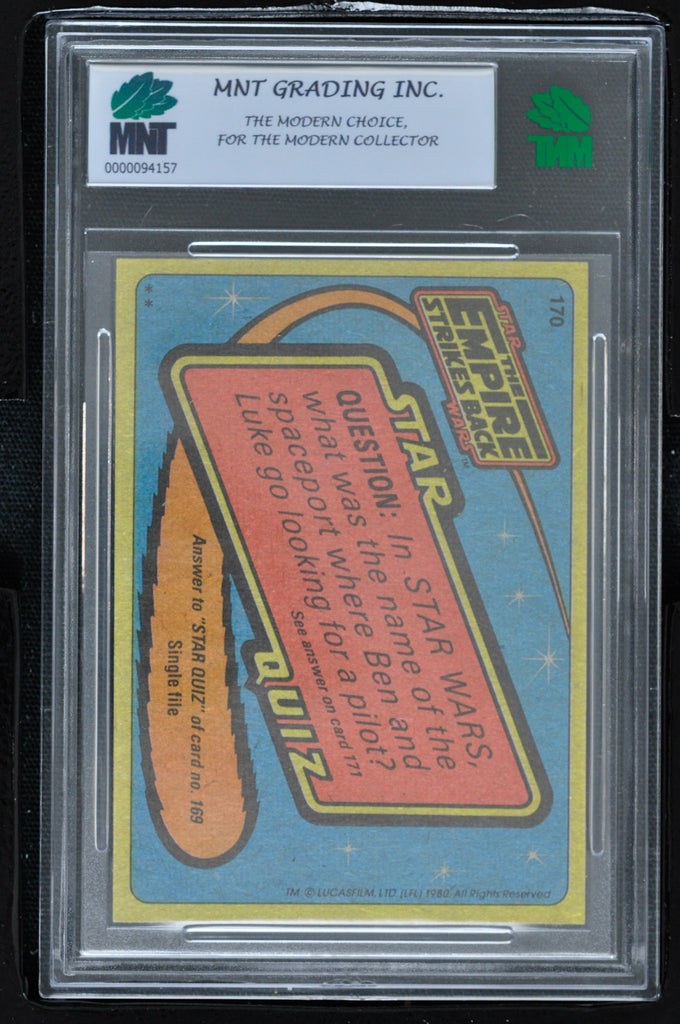 MNT GRADING INC.
THE MODERN CHOICE,
FOR THE MODERN COLLECTOR
MNT
0000094157
MNT
170
STAR
THE
EMPIRE
STRIKES BACK
WARS™
STAR
QUESTION: In STAR WARS,
what was the name of the
spaceport where Ben and
Luke go looking for a pilot?
See answer on card 171
QUIZ
Answer to "STAR QUIZ" of card no. 169
Single file
TM © LUCASFILM, LTD. (LFL) 1980. All Rights Reserved
* *